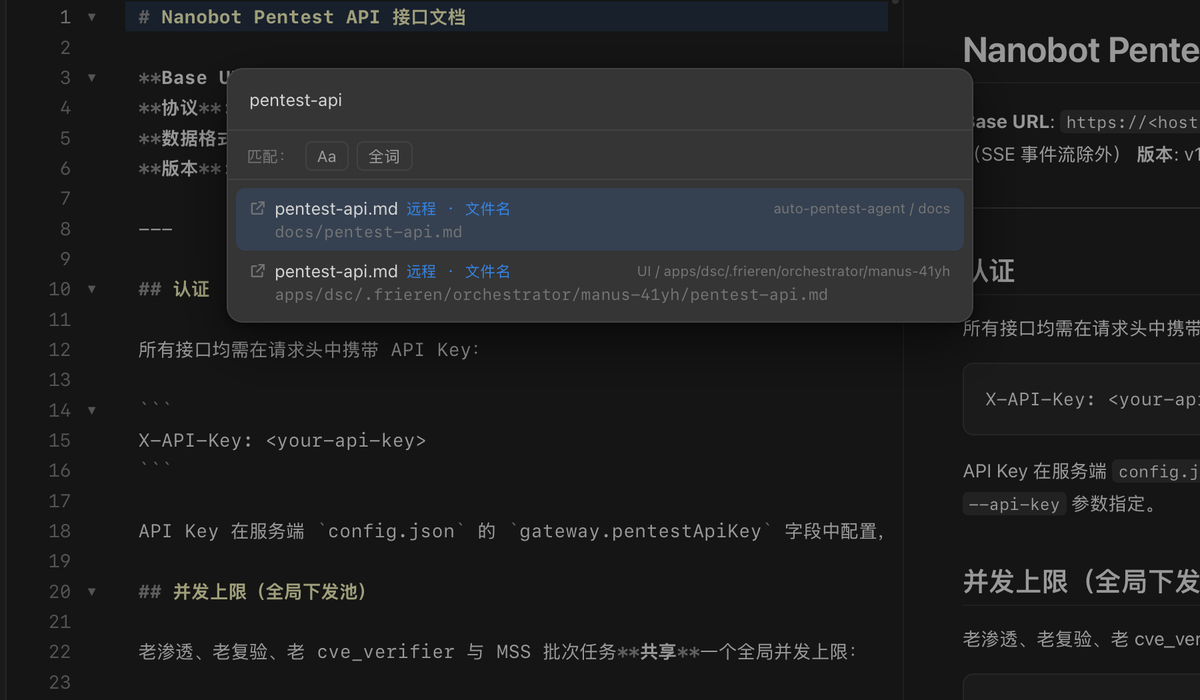 1 # Nanobot Pentest API 接口文档
2
3 **Base U
4 **协议**:
5 **数据格式
6 **版本**:
7
8 ---
9
10 ## 认证
11
12 所有接口均需在请求头中携带 API Key:
13
14 ```
15 X-API-Key: <your-api-key>
16 ```
17
18 API Key 在服务端 `config.json` 的 `gateway.pentestApiKey` 字段中配置,
19
20 ## 并发上限（全局下发池）
21
22 老渗透、老复验、老 cve_verifier 与 MSS 批次任务**共享**一个全局并发上限:
23
pentest-api
匹配: Aa 全词
pentest-api.md 远程 · 文件名 auto-pentest-agent / docs
docs/pentest-api.md
pentest-api.md 远程 · 文件名 UI / apps/dsc/.frieren/orchestrator/manus-41yh
apps/dsc/.frieren/orchestrator/manus-41yh/pentest-api.md
Nanobot Pente
ase URL: https://<host
（SSE 事件流除外） 版本: v1
认证
所有接口均需在请求头中携带
X-API-Key: <your-ap
API Key 在服务端 config.j
--api-key 参数指定。
并发上限（全局下发
老渗透、老复验、老 cve_ver